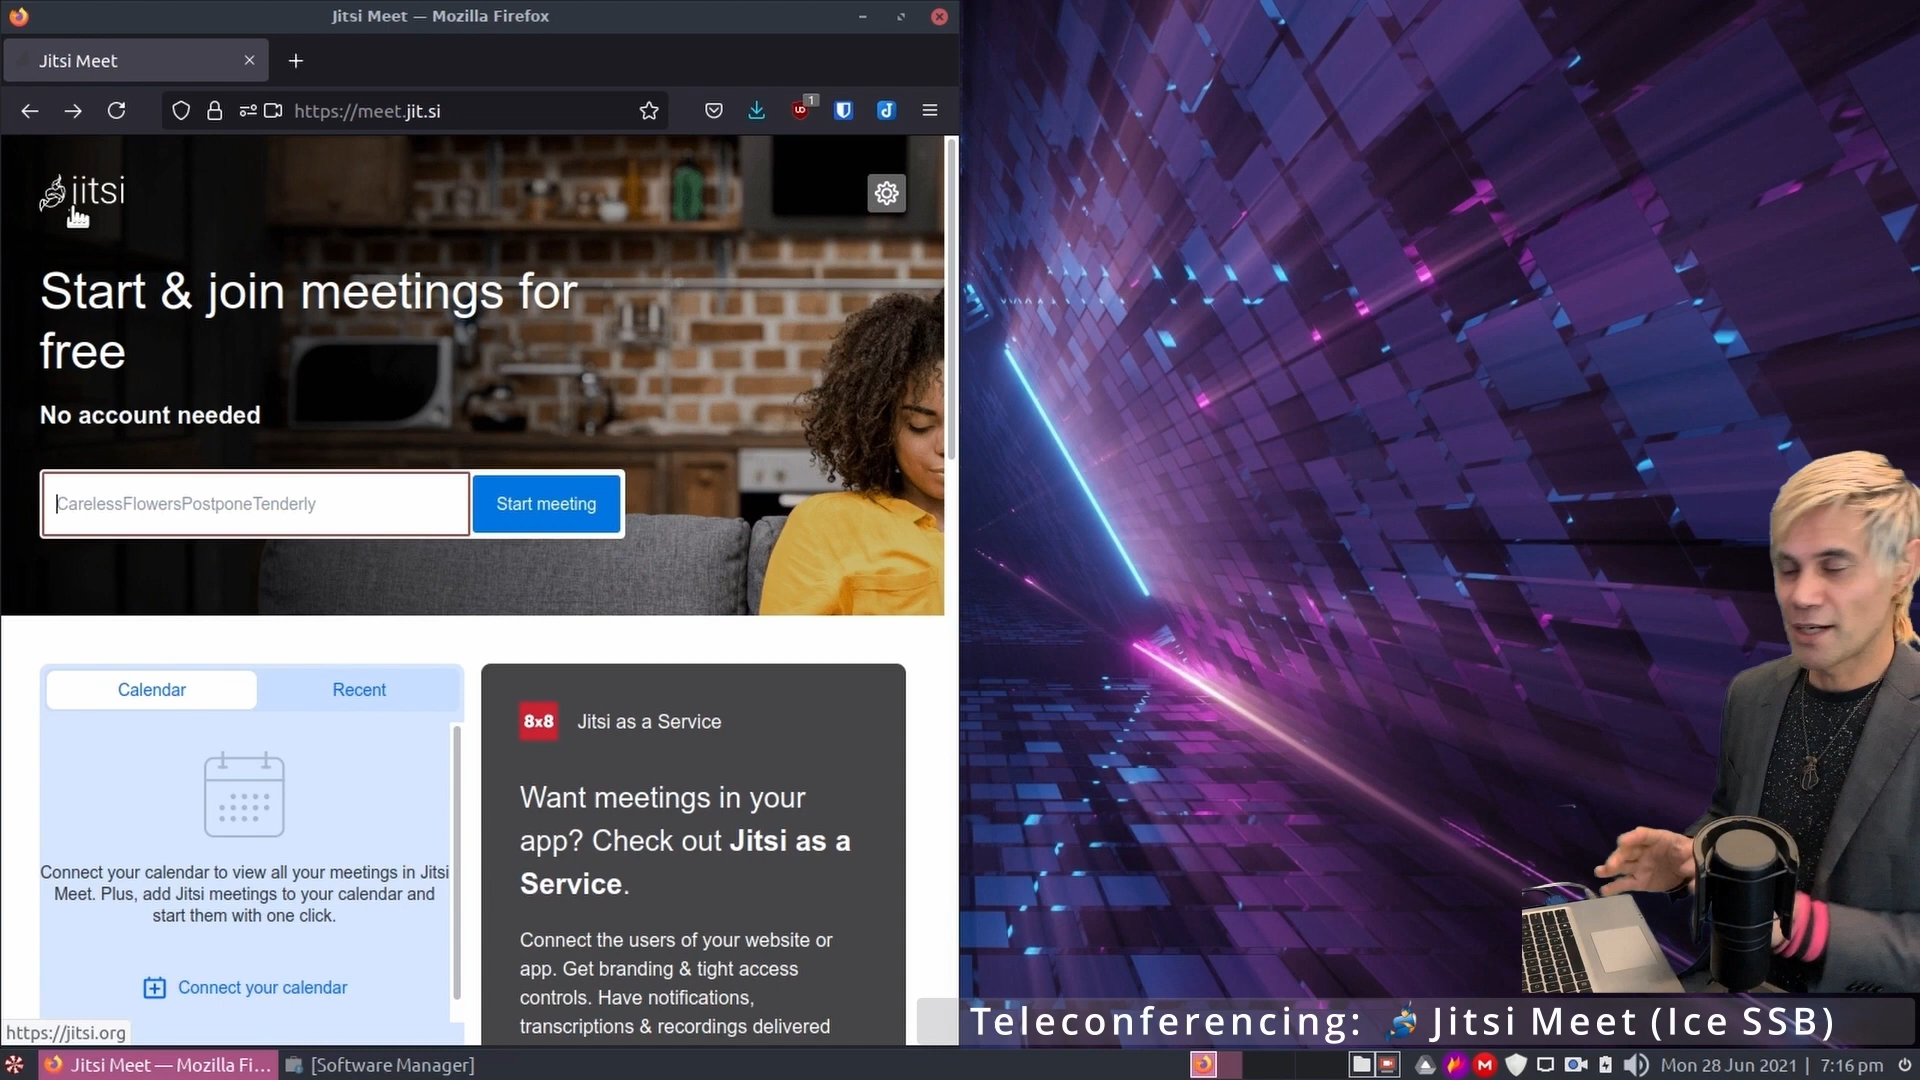 Jitsi Meet — Mozilla Firefox
Jitsi Meet
https://meet.jit.si
1
jitsi
Start & join meetings for
free
No account needed
CarelessFlowersPostponeTenderly
Start meeting
Calendar
Recent
Connect your calendar to view all your meetings in Jitsi
Meet. Plus, add Jitsi meetings to your calendar and
start them with one click.
Connect your calendar
8x8
Jitsi as a Service
Want meetings in your
app? Check out Jitsi as a
Service.
Connect the users of your website or
app. Get branding & tight access
controls. Have notifications,
transcriptions & recordings delivered
https://jitsi.org
Teleconferencing: Jitsi Meet (Ice SSB)
Jitsi Meet — Mozilla Fi...
[Software Manager]
Mon 28 Jun 2021 | 7:16 pm